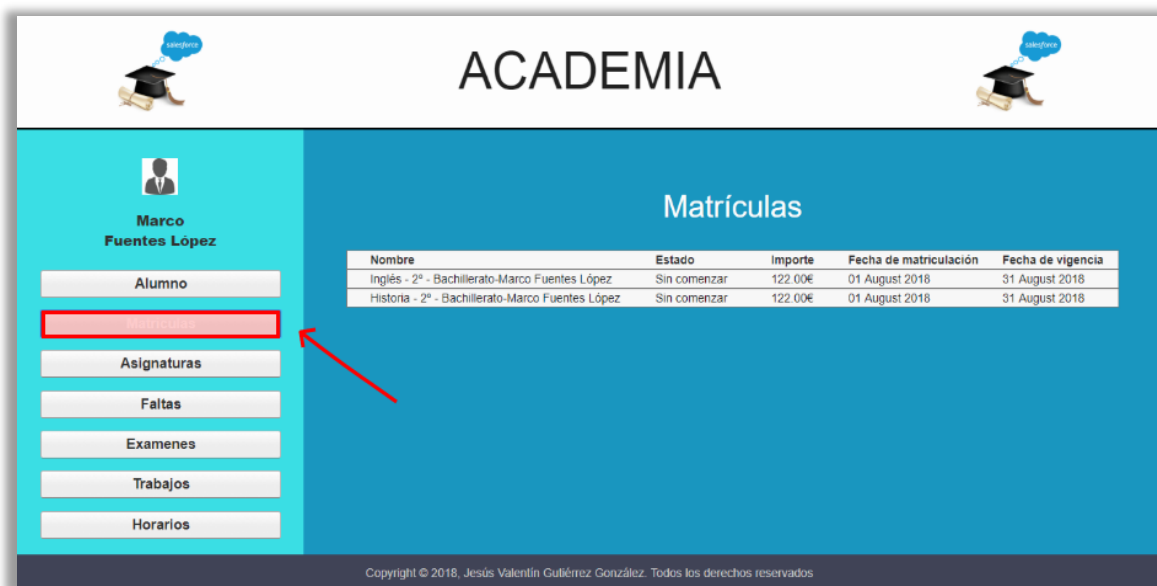 salesforce
ACADEMIA
salesforce
Marco
Fuentes López
Alumno
Matrículas
Asignaturas
Faltas
Examenes
Trabajos
Horarios
Matrículas
Nombre Estado Importe Fecha de matriculación Fecha de vigencia
Inglés - 2º - Bachillerato-Marco Fuentes López Sin comenzar 122.00€ 01 August 2018 31 August 2018
Historia - 2º - Bachillerato-Marco Fuentes López Sin comenzar 122.00€ 01 August 2018 31 August 2018
Copyright © 2018, Jesús Valentín Gutiérrez González. Todos los derechos reservados